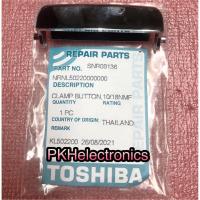 REPAIR PARTS
PART NO. SNR09136
NRNL50220000000
DESCRIPTION
CLAMP BUTTON,10/18NMF
QUANTITY RATING
1 PC
COUNTRY OF ORIGIN THAILAND
REMARK
PKHelectronics
KL502200 26/08/2021
TOSHIBA